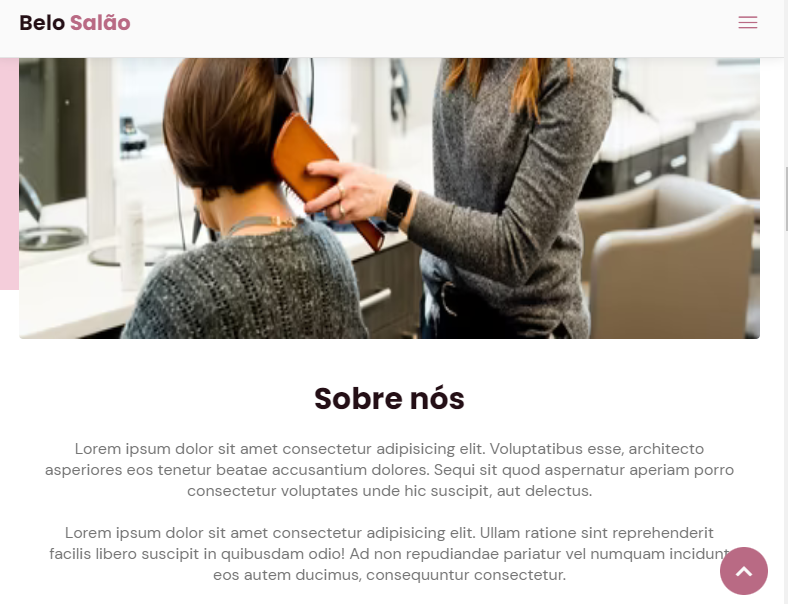 Belo Salão
Sobre nós
Lorem ipsum dolor sit amet consectetur adipisicing elit. Voluptatibus esse, architecto
asperiores eos tenetur beatae accusantium dolores. Sequi sit quod aspernatur aperiam porro
consectetur voluptates unde hic suscipit, aut delectus.
Lorem ipsum dolor sit amet consectetur adipisicing elit. Ullam ratione sint reprehenderit
facilis libero suscipit in quibusdam odio! Ad non repudiandae pariatur vel numquam incidunt
eos autem ducimus, consequuntur consectetur.